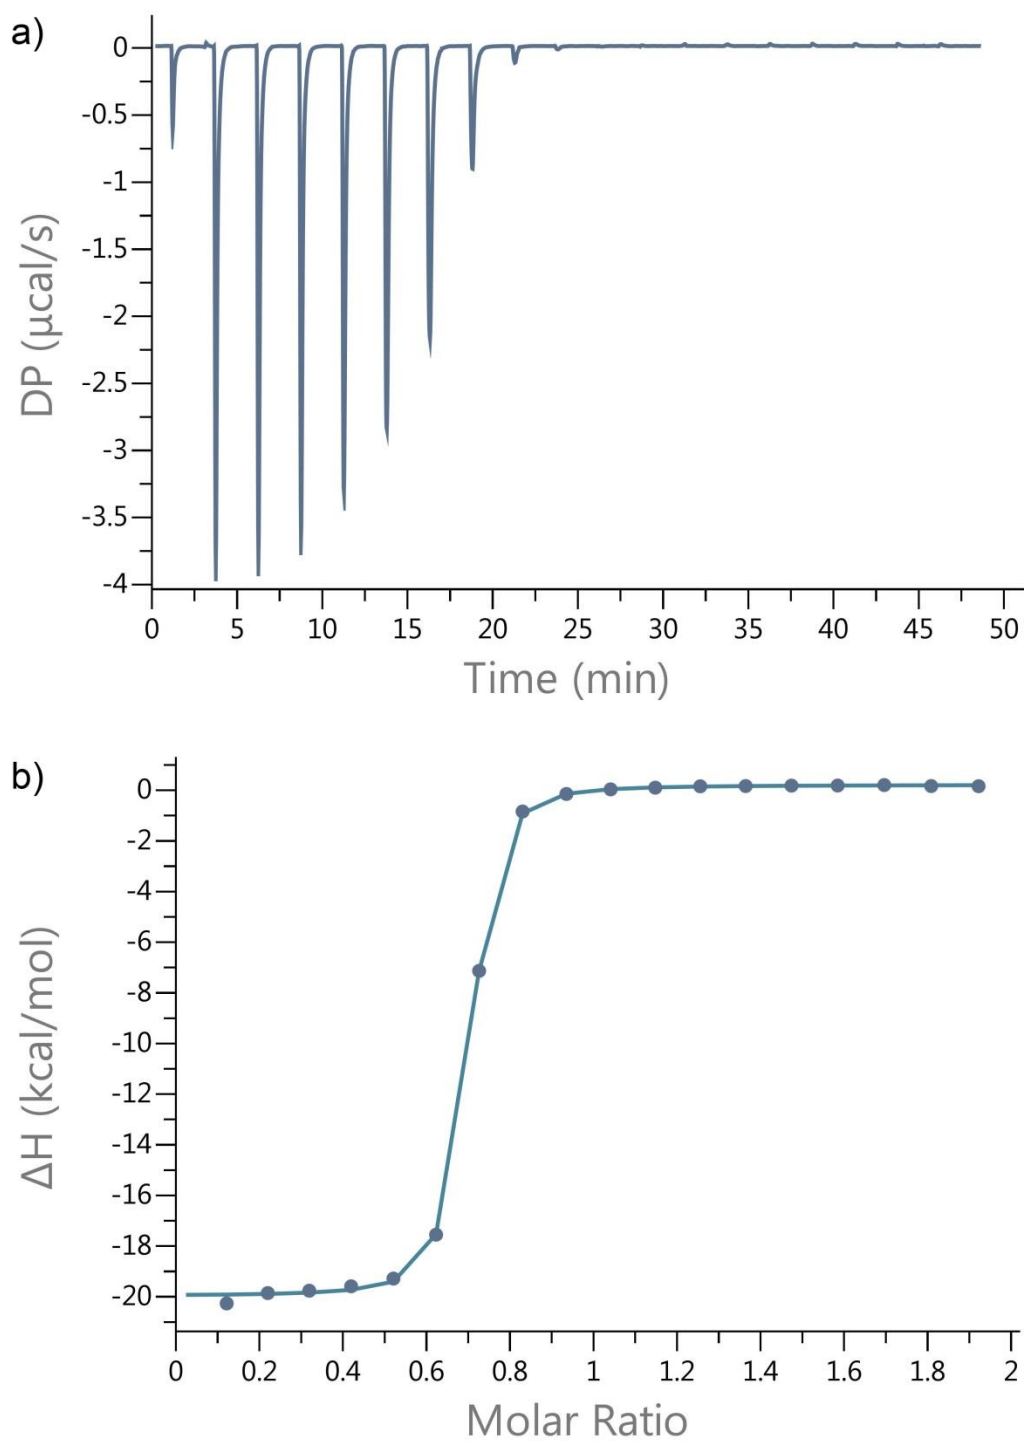 a)
0
-0.5
-1
-1.5
-2
-2.5
-3
-3.5
-4
DP (μcal/s)
0 5 10 15 20 25 30 35 40 45 50
Time (min)
b)
0
-2
-4
-6
-8
-10
-12
-14
-16
-18
-20
ΔH (kcal/mol)
0 0.2 0.4 0.6 0.8 1 1.2 1.4 1.6 1.8 2
Molar Ratio